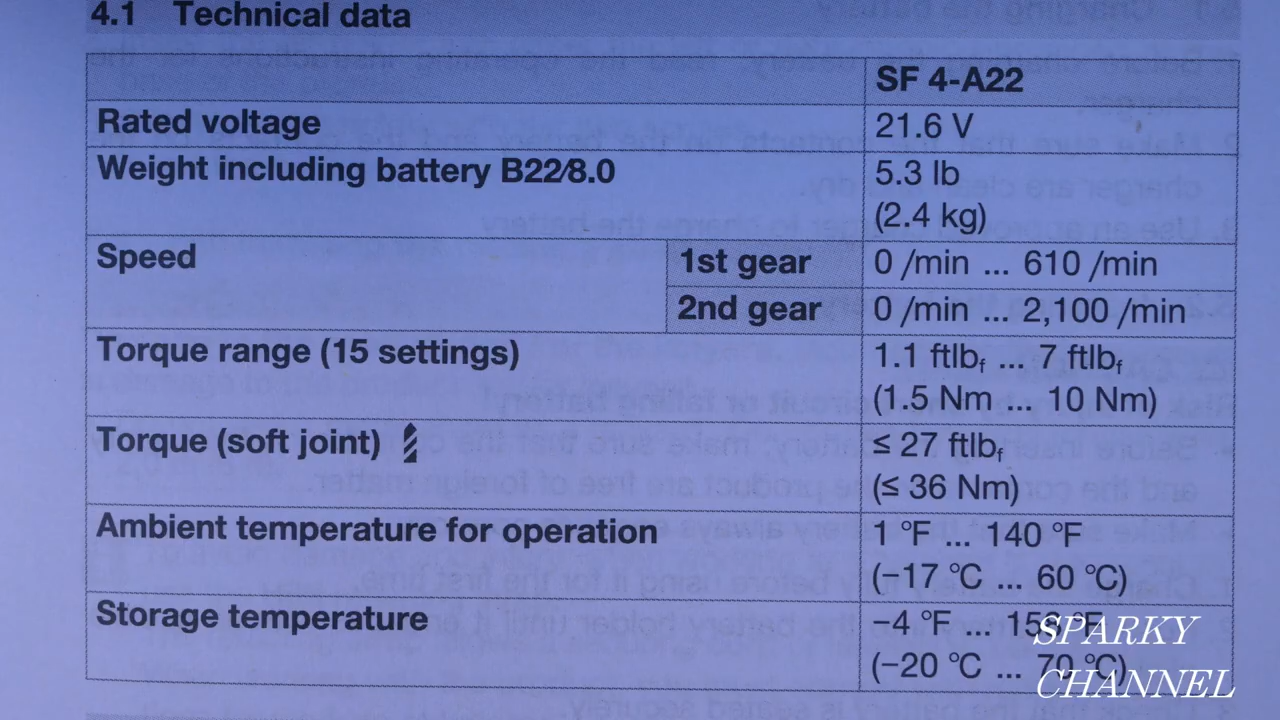 4.1 Technical data
SF 4-A22
Rated voltage 21.6 V
Weight including battery B22/8.0 5.3 lb
(2.4 kg)
Speed 1st gear 0 /min ... 610 /min
2nd gear 0 /min ... 2,100 /min
Torque range (15 settings) 1.1 ftlbf ... 7 ftlbf
(1.5 Nm ... 10 Nm)
Torque (soft joint) ≤ 27 ftlbf
(≤ 36 Nm)
Ambient temperature for operation 1 °F ... 140 °F
(−17 °C ... 60 °C)
Storage temperature −4 °F ... 158 °F
(−20 °C ... 70 °C)
SPARKY
CHANNEL